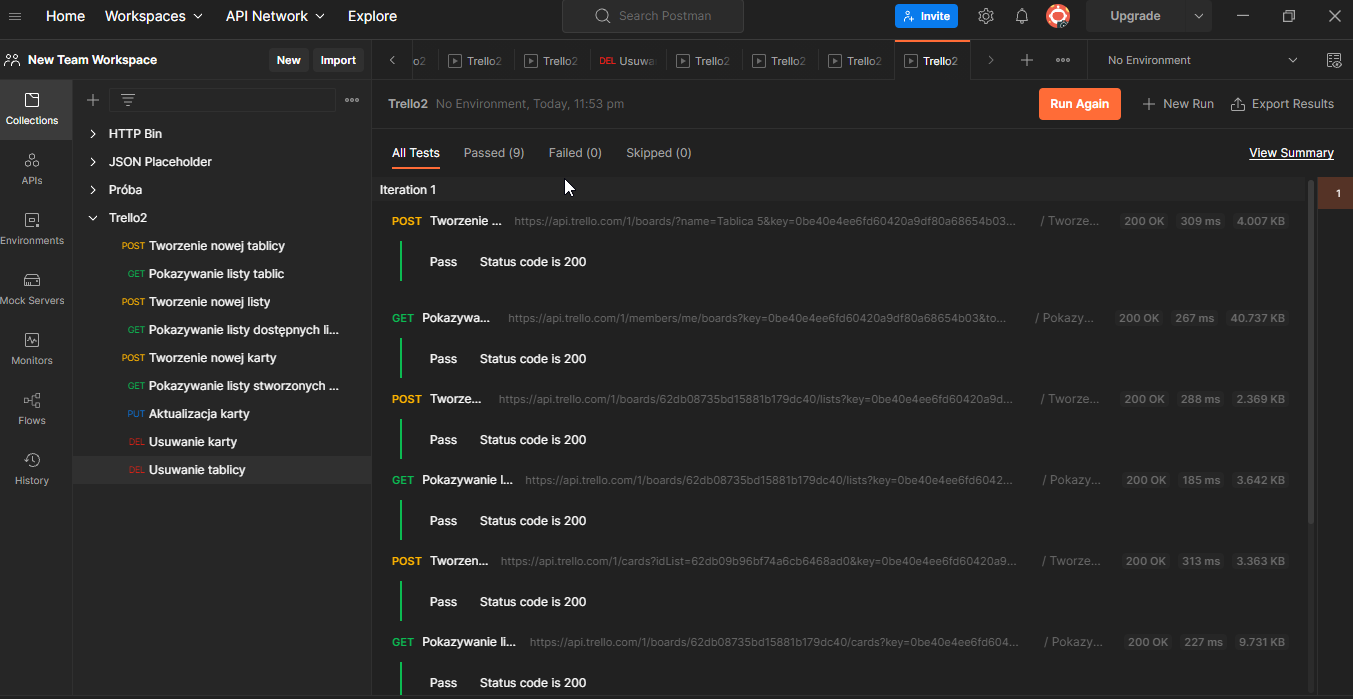 Home Workspaces API Network Explore Search Postman Invite Upgrade
New Team Workspace New Import o2 Trello2 Trello2 DEL Usuwa Trello2 Trello2 Trello2 Trello2 No Environment
Collections
APIs
Environments
Mock Servers
Monitors
Flows
History
HTTP Bin
JSON Placeholder
Próba
Trello2
POST Tworzenie nowej tablicy
GET Pokazywanie listy tablic
POST Tworzenie nowej listy
GET Pokazywanie listy dostępnych li...
POST Tworzenie nowej karty
GET Pokazywanie listy stworzonych ...
PUT Aktualizacja karty
DEL Usuwanie karty
DEL Usuwanie tablicy
Trello2 No Environment, Today, 11:53 pm Run Again New Run Export Results
All Tests Passed (9) Failed (0) Skipped (0) View Summary
Iteration 1 1
POST Tworzenie ... https://api.trello.com/1/boards/?name=Tablica 5&key=0be40e4ee6fd60420a9df80a68654b03... / Tworze... 200 OK 309 ms 4.007 KB
Pass Status code is 200
GET Pokazywa... https://api.trello.com/1/members/me/boards?key=0be40e4ee6fd60420a9df80a68654b03&to... / Pokazy... 200 OK 267 ms 40.737 KB
Pass Status code is 200
POST Tworze... https://api.trello.com/1/boards/62db08735bd15881b179dc40/lists?key=0be40e4ee6fd60420a9d... / Tworze... 200 OK 288 ms 2.369 KB
Pass Status code is 200
GET Pokazywanie l... https://api.trello.com/1/boards/62db08735bd15881b179dc40/lists?key=0be40e4ee6fd6042... / Pokazy... 200 OK 185 ms 3.642 KB
Pass Status code is 200
POST Tworzen... https://api.trello.com/1/cards?idList=62db09b96bf74a6cb6468ad0&key=0be40e4ee6fd60420a9... / Tworze... 200 OK 313 ms 3.363 KB
Pass Status code is 200
GET Pokazywanie li... https://api.trello.com/1/boards/62db08735bd15881b179dc40/cards?key=0be40e4ee6fd604... / Pokazy... 200 OK 227 ms 9.731 KB
Pass Status code is 200